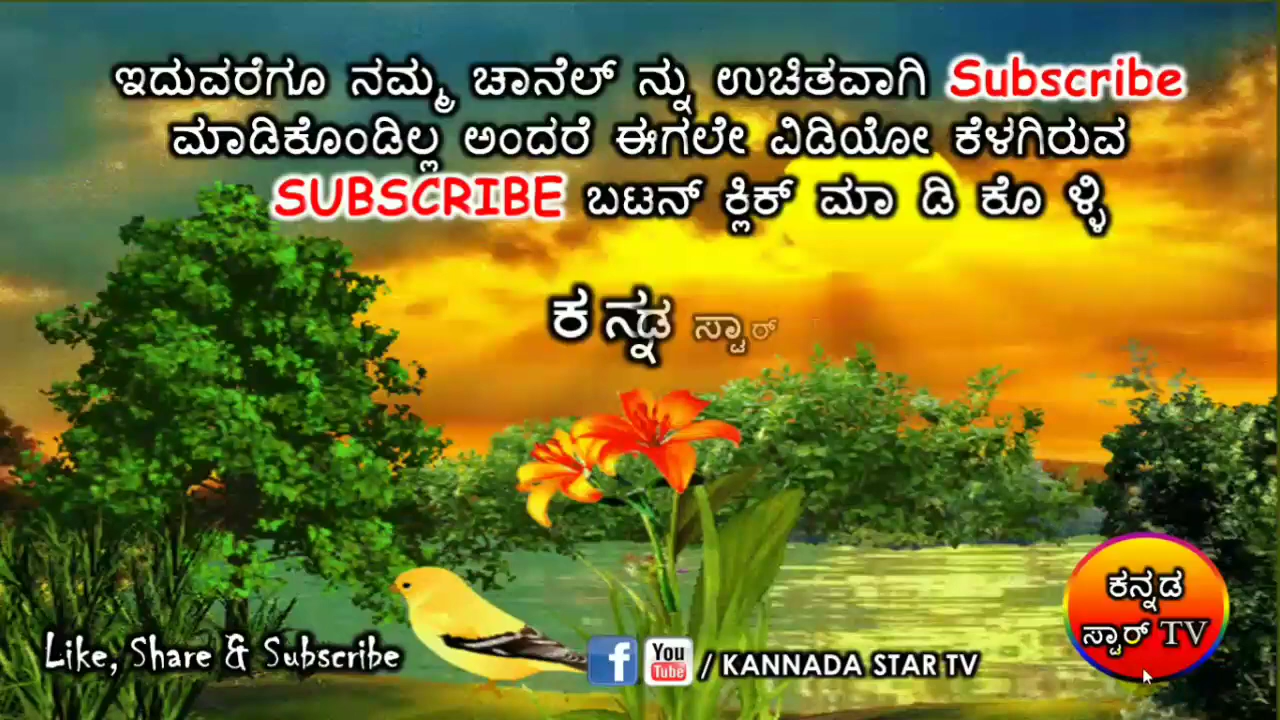 ಇದುವರೆಗೂ ನಮ್ಮ ಚಾನೆಲ್ ನ್ನು ಉಚಿತವಾಗಿ Subscribe
ಮಾಡಿಕೊಂಡಿಲ್ಲ ಅಂದರೆ ಈಗಲೇ ವಿಡಿಯೋ ಕೆಳಗಿರುವ
SUBSCRIBE ಬಟನ್ ಕ್ಲಿಕ್ ಮಾ ಡಿ ಕೊ ಳ್ಳಿ
ಕನ್ನಡ ಸ್ಟಾರ್
ಕನ್ನಡ
ಸ್ಟಾರ್ TV
Like, Share & Subscribe
f You Tube / KANNADA STAR TV